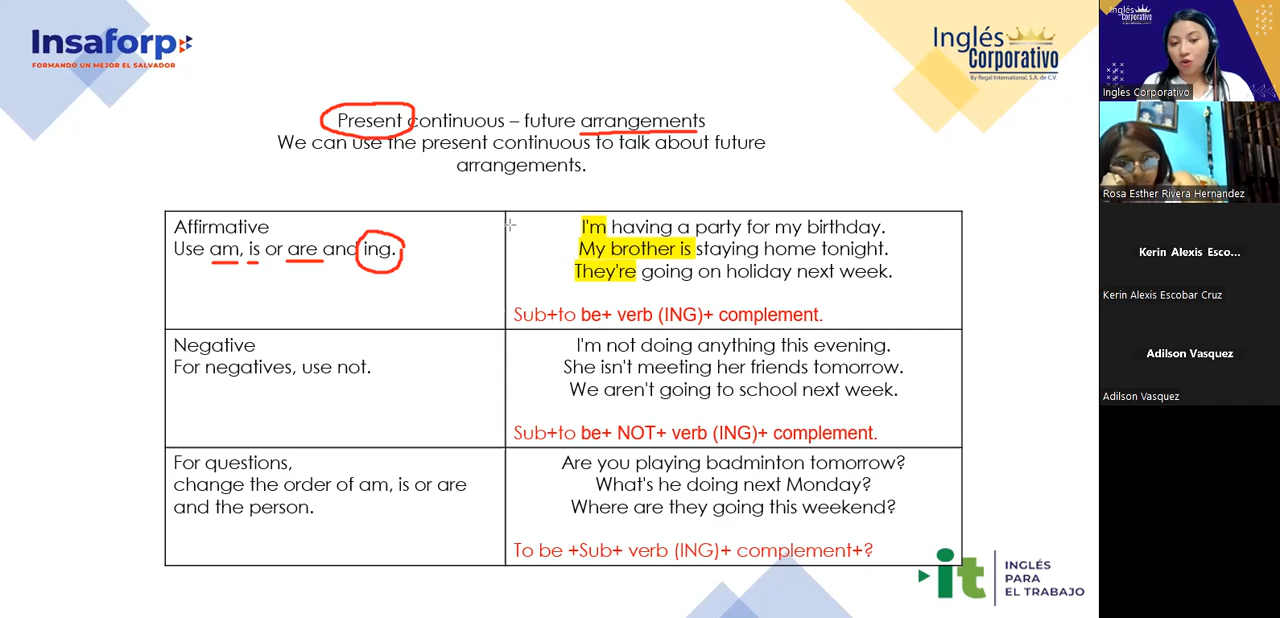 Insaforp
FORMANDO UN MEJOR EL SALVADOR
Inglés
Corporativo
By Regal International, S.A. de C.V.
Present continuous – future arrangements
We can use the present continuous to talk about future
arrangements.
Affirmative
Use am, is or are and ing.
I'm having a party for my birthday.
My brother is staying home tonight.
They're going on holiday next week.
Sub+to be+ verb (ING)+ complement.
Negative
For negatives, use not.
I'm not doing anything this evening.
She isn't meeting her friends tomorrow.
We aren't going to school next week.
Sub+to be+ NOT+ verb (ING)+ complement.
For questions,
change the order of am, is or are
and the person.
Are you playing badminton tomorrow?
What's he doing next Monday?
Where are they going this weekend?
To be +Sub+ verb (ING)+ complement+?
it
INGLÉS
PARA
EL TRABAJO
Inglés
Corporativo
Ingles Corporativo
Rosa Esther Rivera Hernandez
Kerin Alexis Esco...
Kerin Alexis Escobar Cruz
Adilson Vasquez
Adilson Vasquez